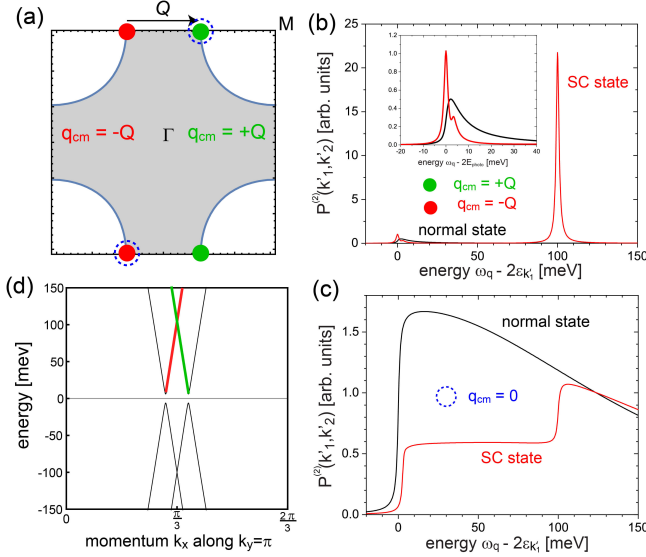 (a)
Q
M
q_cm = -Q
Γ
q_cm = +Q
(b)
P^(2)(k'_1,k'_2) [arb. units]
25
20
15
10
5
0
1.2
1.0
0.8
0.6
0.4
0.2
0.0
-20
0
20
40
energy ω_q - 2E_photo [meV]
SC state
q_cm = +Q
q_cm = -Q
normal state
0
50
100
150
energy ω_q - 2ε_k'_1 [meV]
(d)
energy [mev]
150
100
50
0
-50
-100
-150
0
π/3
2π/3
momentum k_x along k_y=π
(c)
P^(2)(k'_1,k'_2) [arb. units]
1.5
1.0
0.5
0.0
normal state
q_cm = 0
SC state
0
50
100
150
energy ω_q - 2ε_k'_1 [meV]